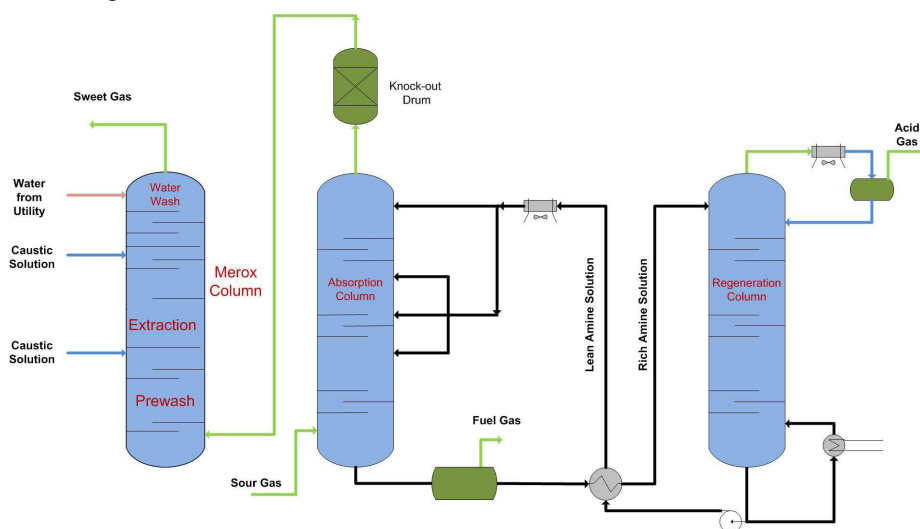 Sweet Gas
Water
from
Utility
Caustic
Solution
Caustic
Solution
Water
Wash
Extraction
Prewash
Merox
Column
Knock-out
Drum
Absorption
Column
Sour Gas
Fuel Gas
Lean Amine Solution
Rich Amine Solution
Regeneration
Column
Acid
Gas